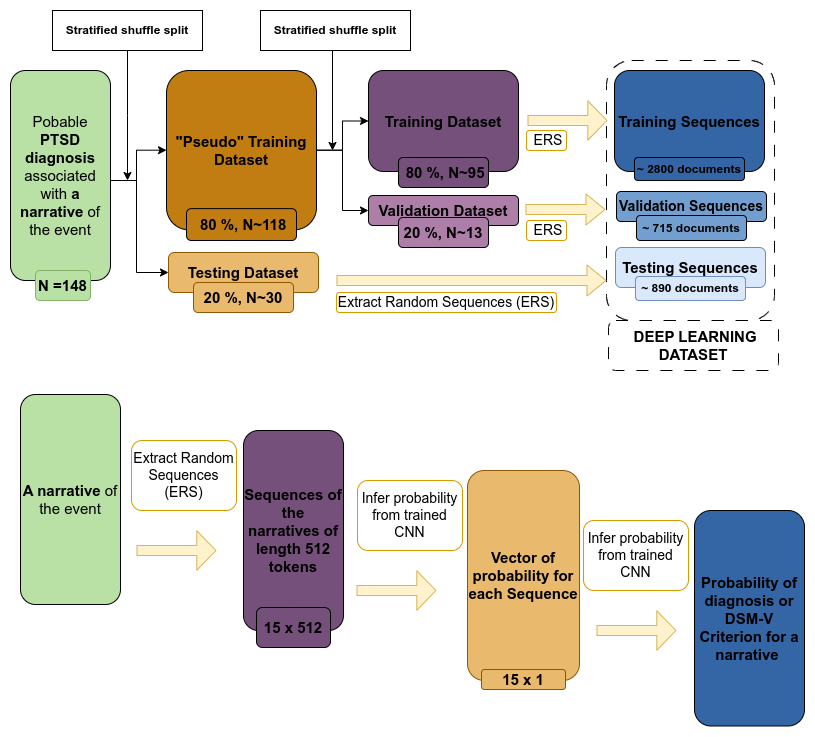 Stratified shuffle split
Stratified shuffle split
Pobable
PTSD
diagnosis
associated
with a
narrative of
the event
N =148
"Pseudo" Training
Dataset
80 %, N~118
Testing Dataset
20 %, N~30
Training Dataset
80 %, N~95
Validation Dataset
20 %, N~13
ERS
ERS
Extract Random Sequences (ERS)
Training Sequences
~ 2800 documents
Validation Sequences
~ 715 documents
Testing Sequences
~ 890 documents
DEEP LEARNING
DATASET
A narrative of
the event
Extract Random
Sequences
(ERS)
Sequences of
the
narratives of
length 512
tokens
15 x 512
Infer probability
from trained
CNN
Vector of
probability for
each Sequence
15 x 1
Infer probability
from trained
CNN
Probability of
diagnosis or
DSM-V
Criterion for a
narrative